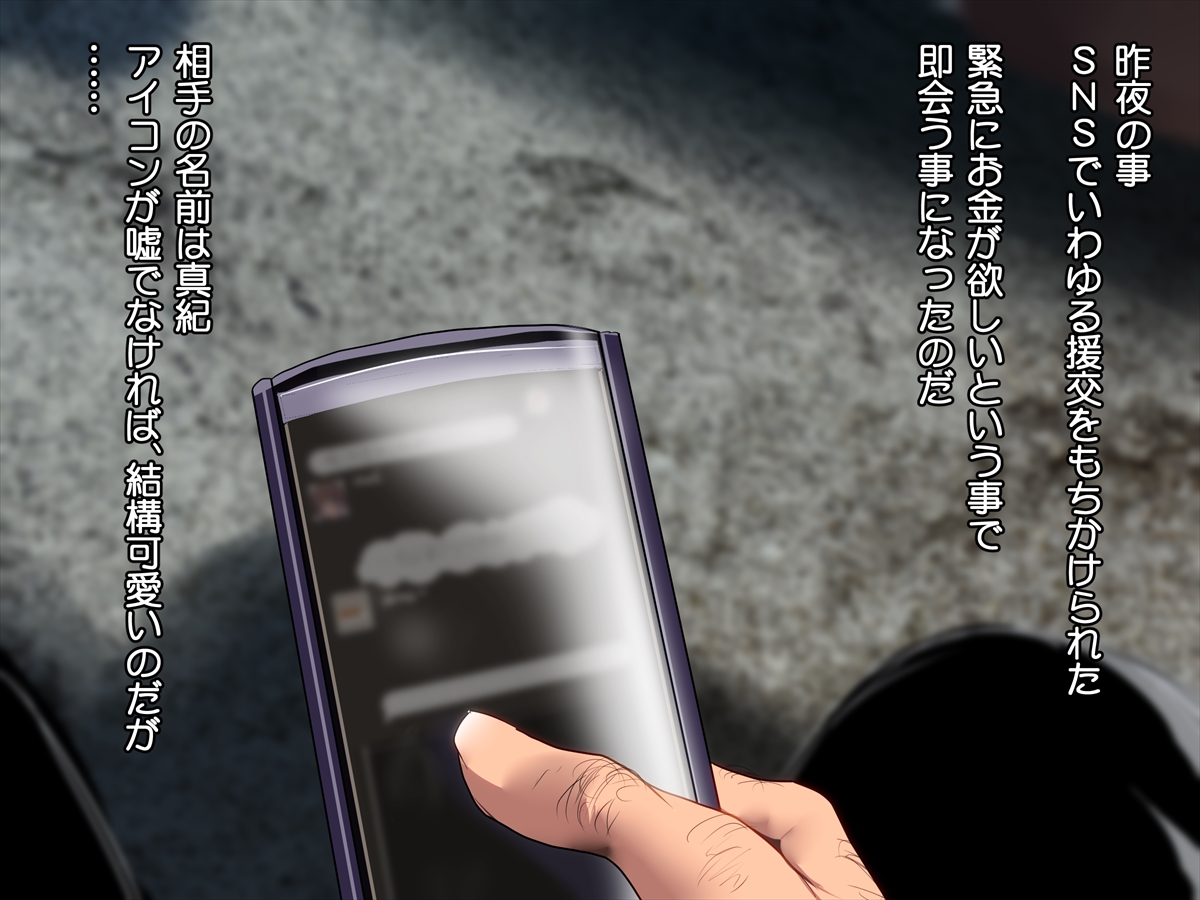 昨夜の事
ＳＮＳでいわゆる援交をもちかけられた
緊急にお金が欲しいという事で
即会う事になったのだ
相手の名前は真紀
アイコンが嘘でなければ、結構可愛いのだが
……